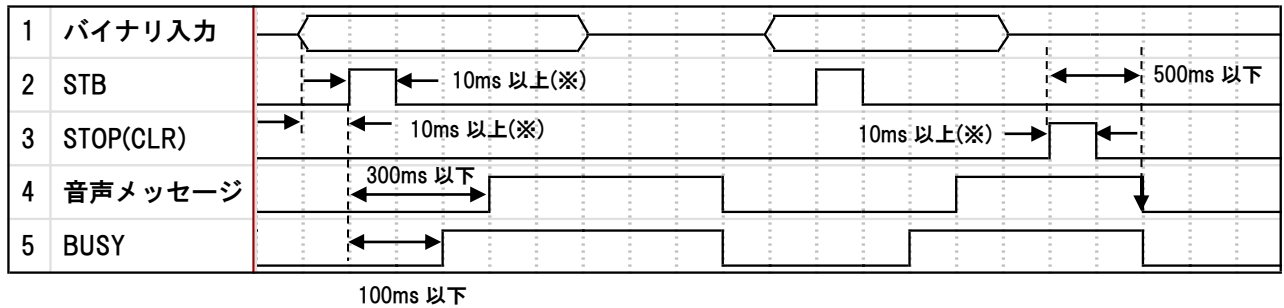 1 バイナリ入力
2 STB 10ms 以上(※) 500ms 以下
3 STOP(CLR) 10ms 以上(※) 10ms 以上(※)
300ms 以下
4 音声メッセージ
5 BUSY
100ms 以下